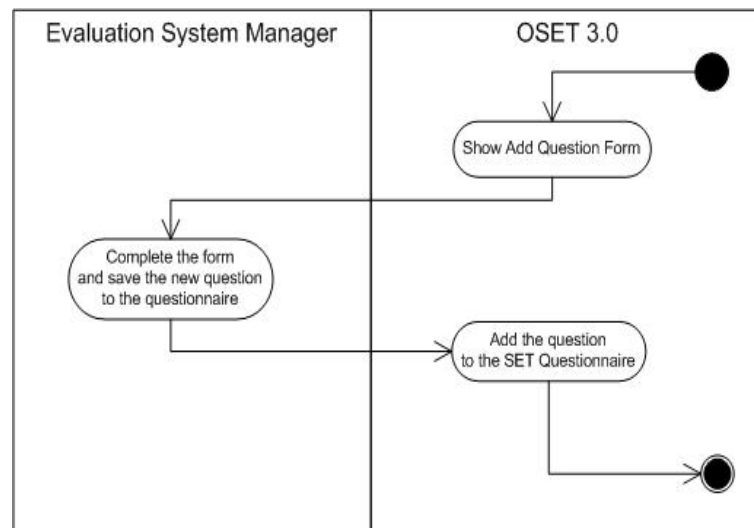 Evaluation System Manager
OSET 3.0
Show Add Question Form
Complete the form
and save the new question
to the questionnaire
Add the question
to the SET Questionnaire